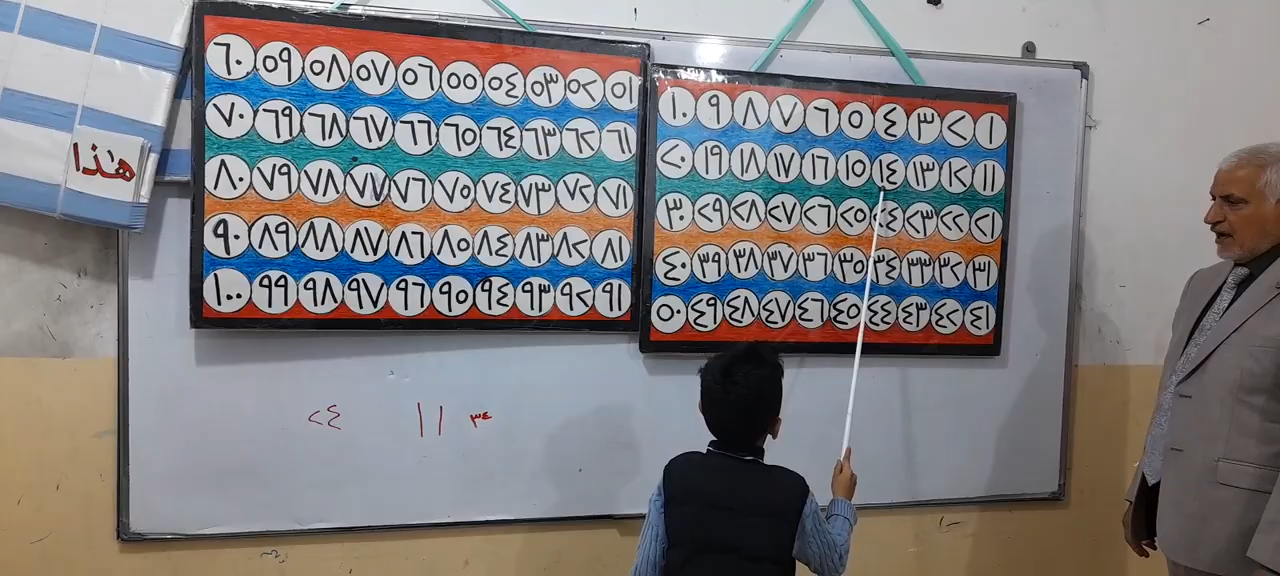 ١ ٢ ٣ ٤ ٥ ٦ ٧ ٨ ٩ ١٠
١١ ١٢ ١٣ ١٤ ١٥ ١٦ ١٧ ١٨ ١٩ ٢٠
٢١ ٢٢ ٢٣ ٢٤ ٢٥ ٢٦ ٢٧ ٢٨ ٢٩ ٣٠
٣١ ٣٢ ٣٣ ٣٤ ٣٥ ٣٦ ٣٧ ٣٨ ٣٩ ٤٠
٤١ ٤٢ ٤٣ ٤٤ ٤٥ ٤٦ ٤٧ ٤٨ ٤٩ ٥٠
٥١ ٥٢ ٥٣ ٥٤ ٥٥ ٥٦ ٥٧ ٥٨ ٥٩ ٦٠
٦١ ٦٢ ٦٣ ٦٤ ٦٥ ٦٦ ٦٧ ٦٨ ٦٩ ٧٠
٧١ ٧٢ ٧٣ ٧٤ ٧٥ ٧٦ ٧٧ ٧٨ ٧٩ ٨٠
٨١ ٨٢ ٨٣ ٨٤ ٨٥ ٨٦ ٨٧ ٨٨ ٨٩ ٩٠
٩١ ٩٢ ٩٣ ٩٤ ٩٥ ٩٦ ٩٧ ٩٨ ٩٩ ١٠٠
هذا
٣٤ ١١ ٢٤